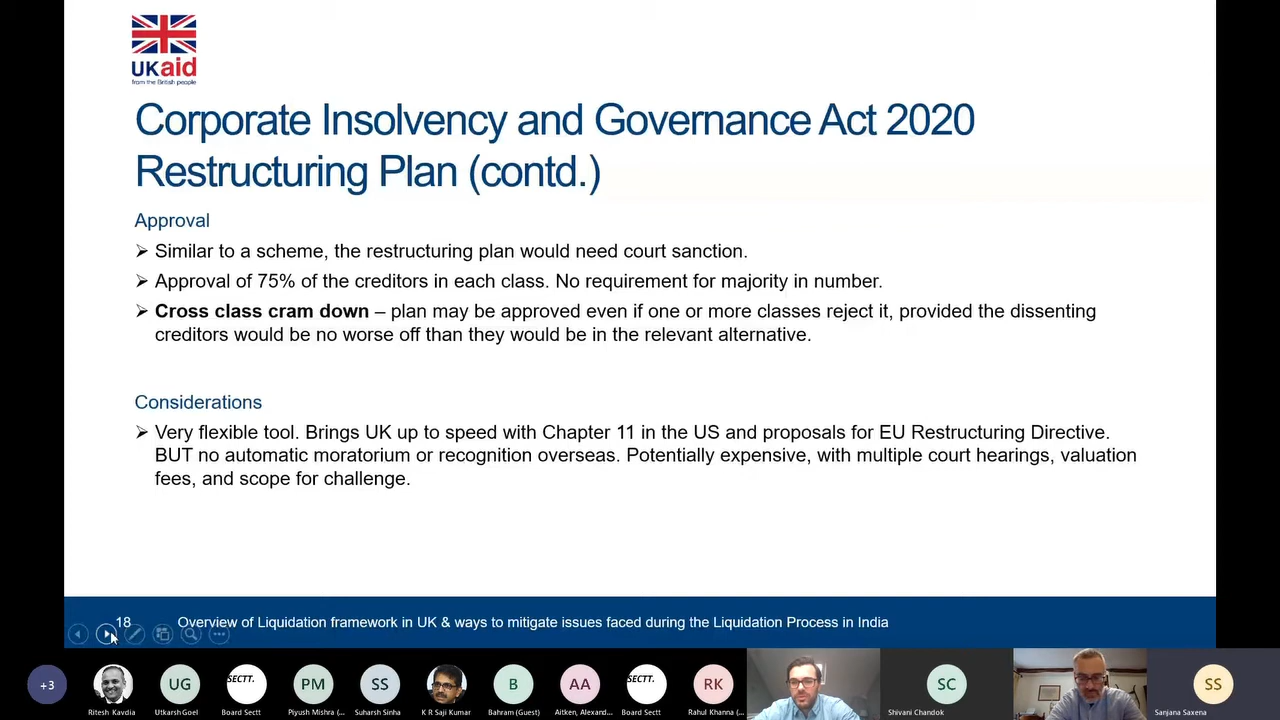 UKaid
from the British people
Corporate Insolvency and Governance Act 2020
Restructuring Plan (contd.)
Approval
➢ Similar to a scheme, the restructuring plan would need court sanction.
➢ Approval of 75% of the creditors in each class. No requirement for majority in number.
➢ Cross class cram down – plan may be approved even if one or more classes reject it, provided the dissenting
creditors would be no worse off than they would be in the relevant alternative.
Considerations
➢ Very flexible tool. Brings UK up to speed with Chapter 11 in the US and proposals for EU Restructuring Directive.
BUT no automatic moratorium or recognition overseas. Potentially expensive, with multiple court hearings, valuation
fees, and scope for challenge.
18
Overview of Liquidation framework in UK & ways to mitigate issues faced during the Liquidation Process in India
+3
UG
SECTT.
PM
SS
B
AA
SECTT.
RK
SC
SS
Ritesh Kavdia
Utkarsh Goel
Board Sectt
Piyush Mishra (...
Suharsh Sinha
K R Saji Kumar
Bahram (Guest)
Aitken, Alexand...
Board Sectt
Rahul Khanna (...
Shivani Chandok
Sanjana Saxena